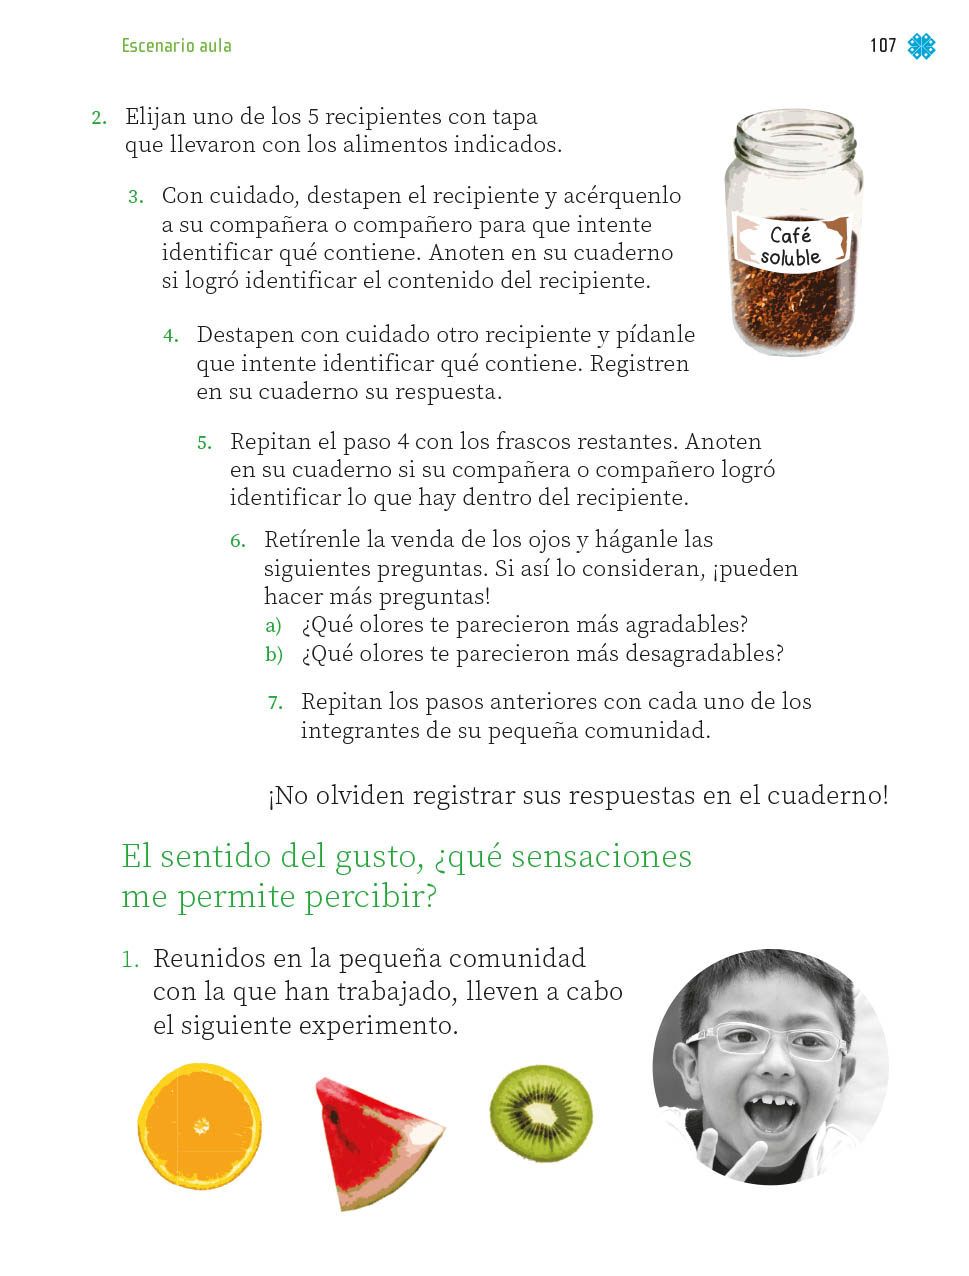 Escenario aula
107
2. Elijan uno de los 5 recipientes con tapa
que llevaron con los alimentos indicados.
3. Con cuidado, destapen el recipiente y acérquenlo
a su compañera o compañero para que intente
identificar qué contiene. Anoten en su cuaderno
si logró identificar el contenido del recipiente.
Café
soluble
4. Destapen con cuidado otro recipiente y pídanle
que intente identificar qué contiene. Registren
en su cuaderno su respuesta.
5. Repitan el paso 4 con los frascos restantes. Anoten
en su cuaderno si su compañera o compañero logró
identificar lo que hay dentro del recipiente.
6. Retírenle la venda de los ojos y háganle las
siguientes preguntas. Si así lo consideran, ¡pueden
hacer más preguntas!
a) ¿Qué olores te parecieron más agradables?
b) ¿Qué olores te parecieron más desagradables?
7. Repitan los pasos anteriores con cada uno de los
integrantes de su pequeña comunidad.
¡No olviden registrar sus respuestas en el cuaderno!
El sentido del gusto, ¿qué sensaciones
me permite percibir?
1. Reunidos en la pequeña comunidad
con la que han trabajado, lleven a cabo
el siguiente experimento.